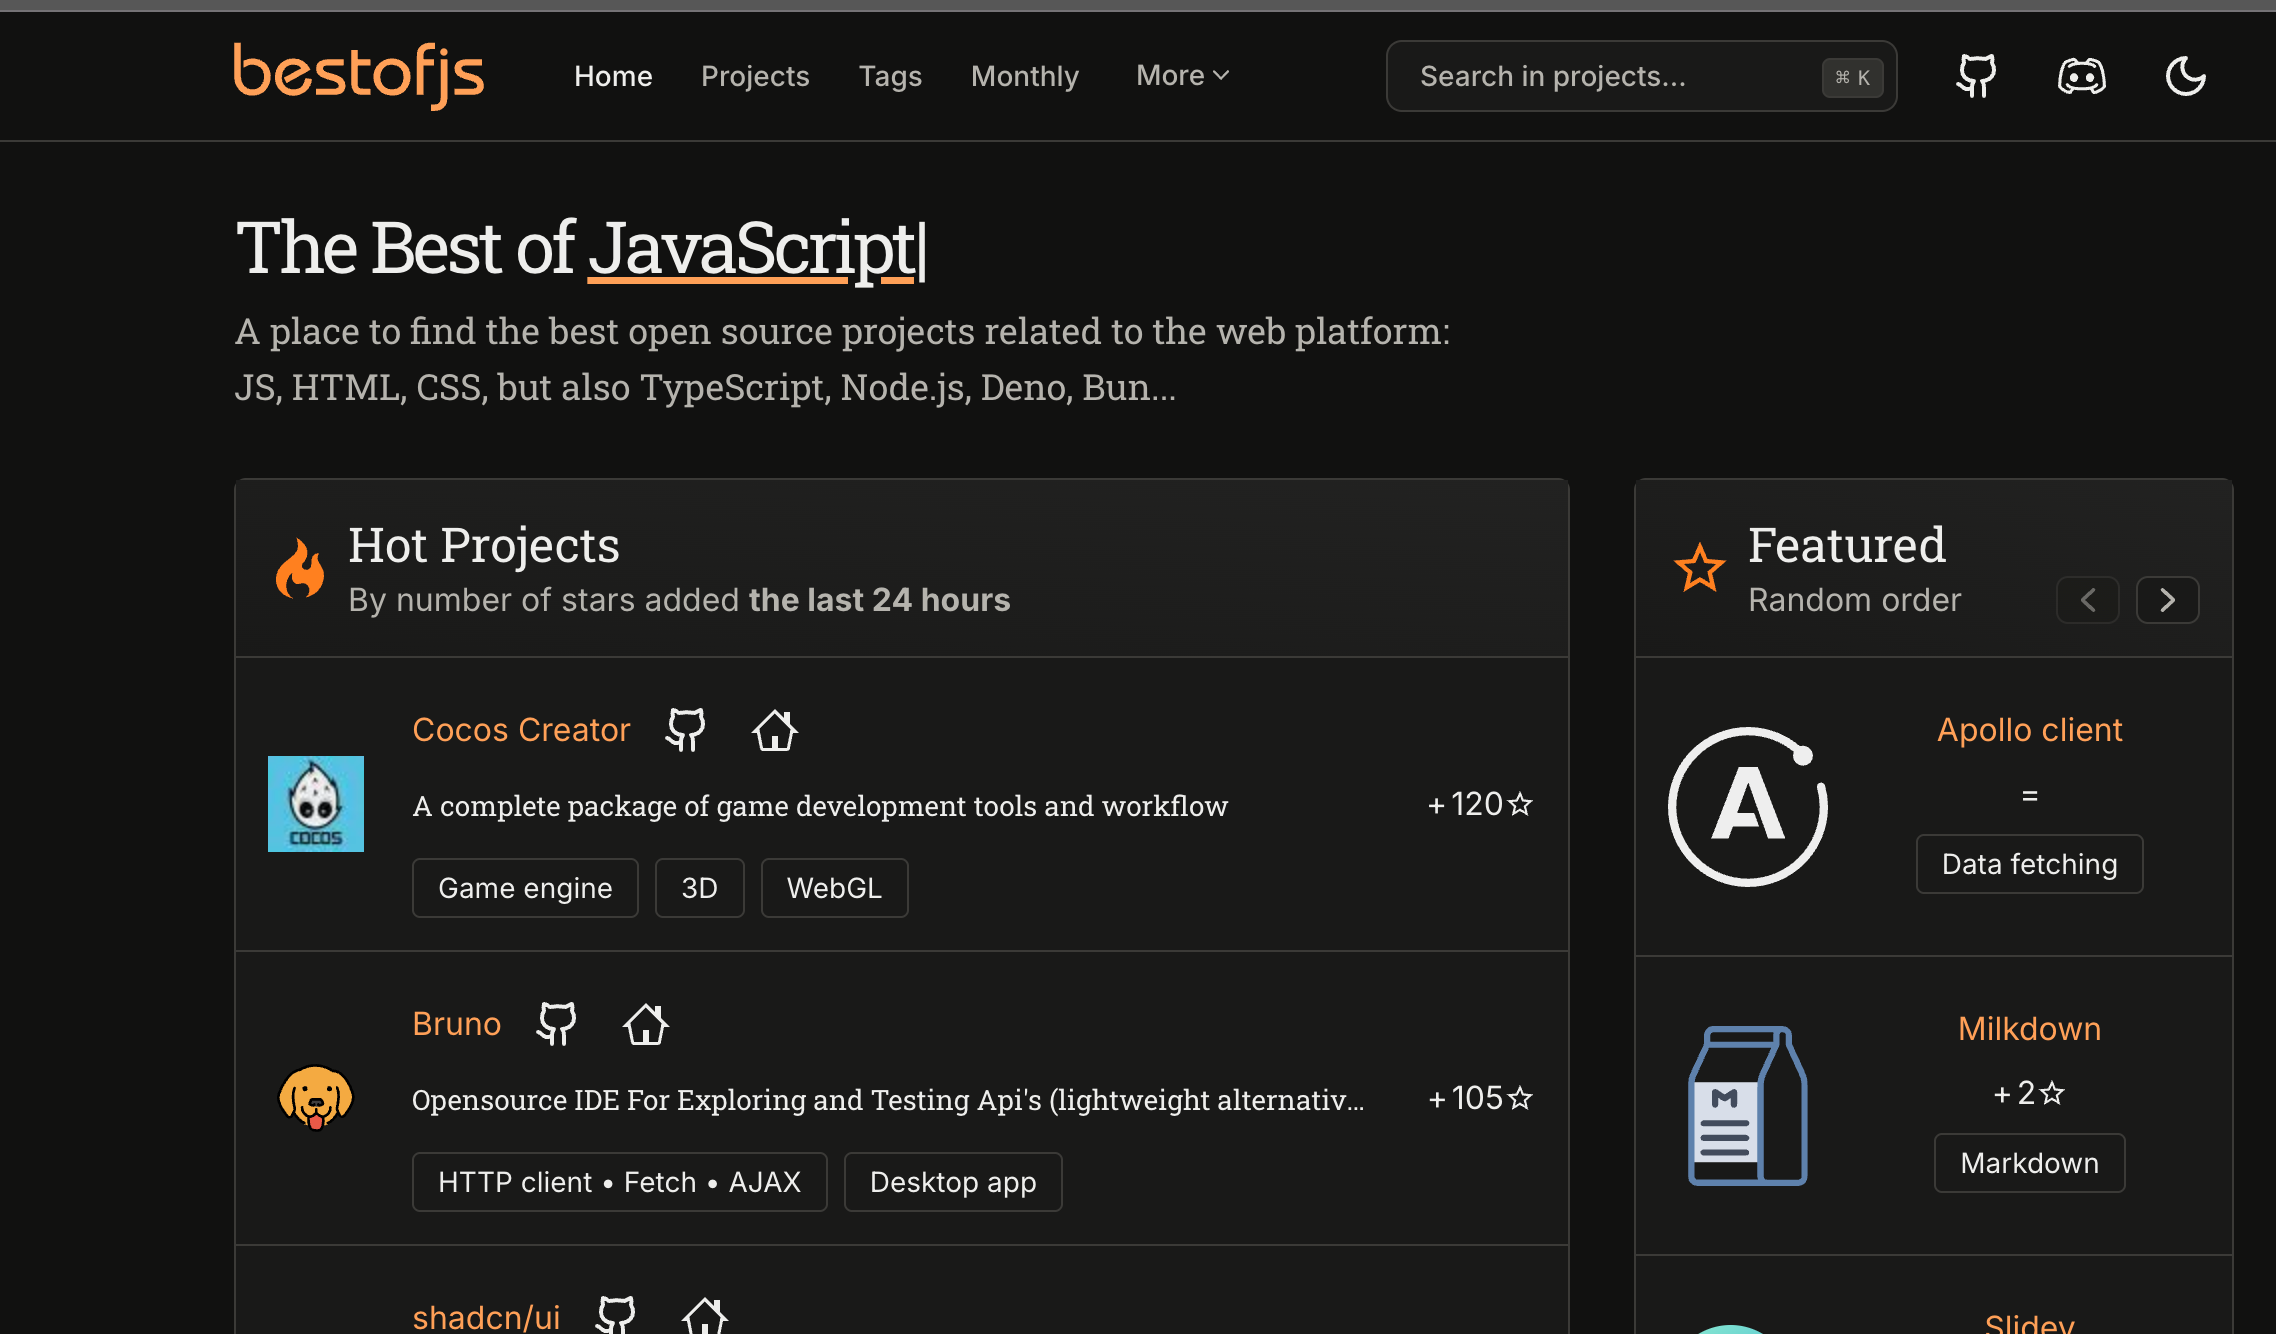 bestofjs
Home Projects Tags Monthly More
Search in projects... ⌘ K
The Best of JavaScript|
A place to find the best open source projects related to the web platform:
JS, HTML, CSS, but also TypeScript, Node.js, Deno, Bun...
Hot Projects
By number of stars added the last 24 hours
Cocos Creator
COCOS
A complete package of game development tools and workflow
+120☆
Game engine 3D WebGL
Bruno
Opensource IDE For Exploring and Testing Api's (lightweight alternativ...
+105☆
HTTP client • Fetch • AJAX Desktop app
shadcn/ui
Featured
Random order
A
Apollo client
=
Data fetching
M
Milkdown
+2☆
Markdown
Slidev